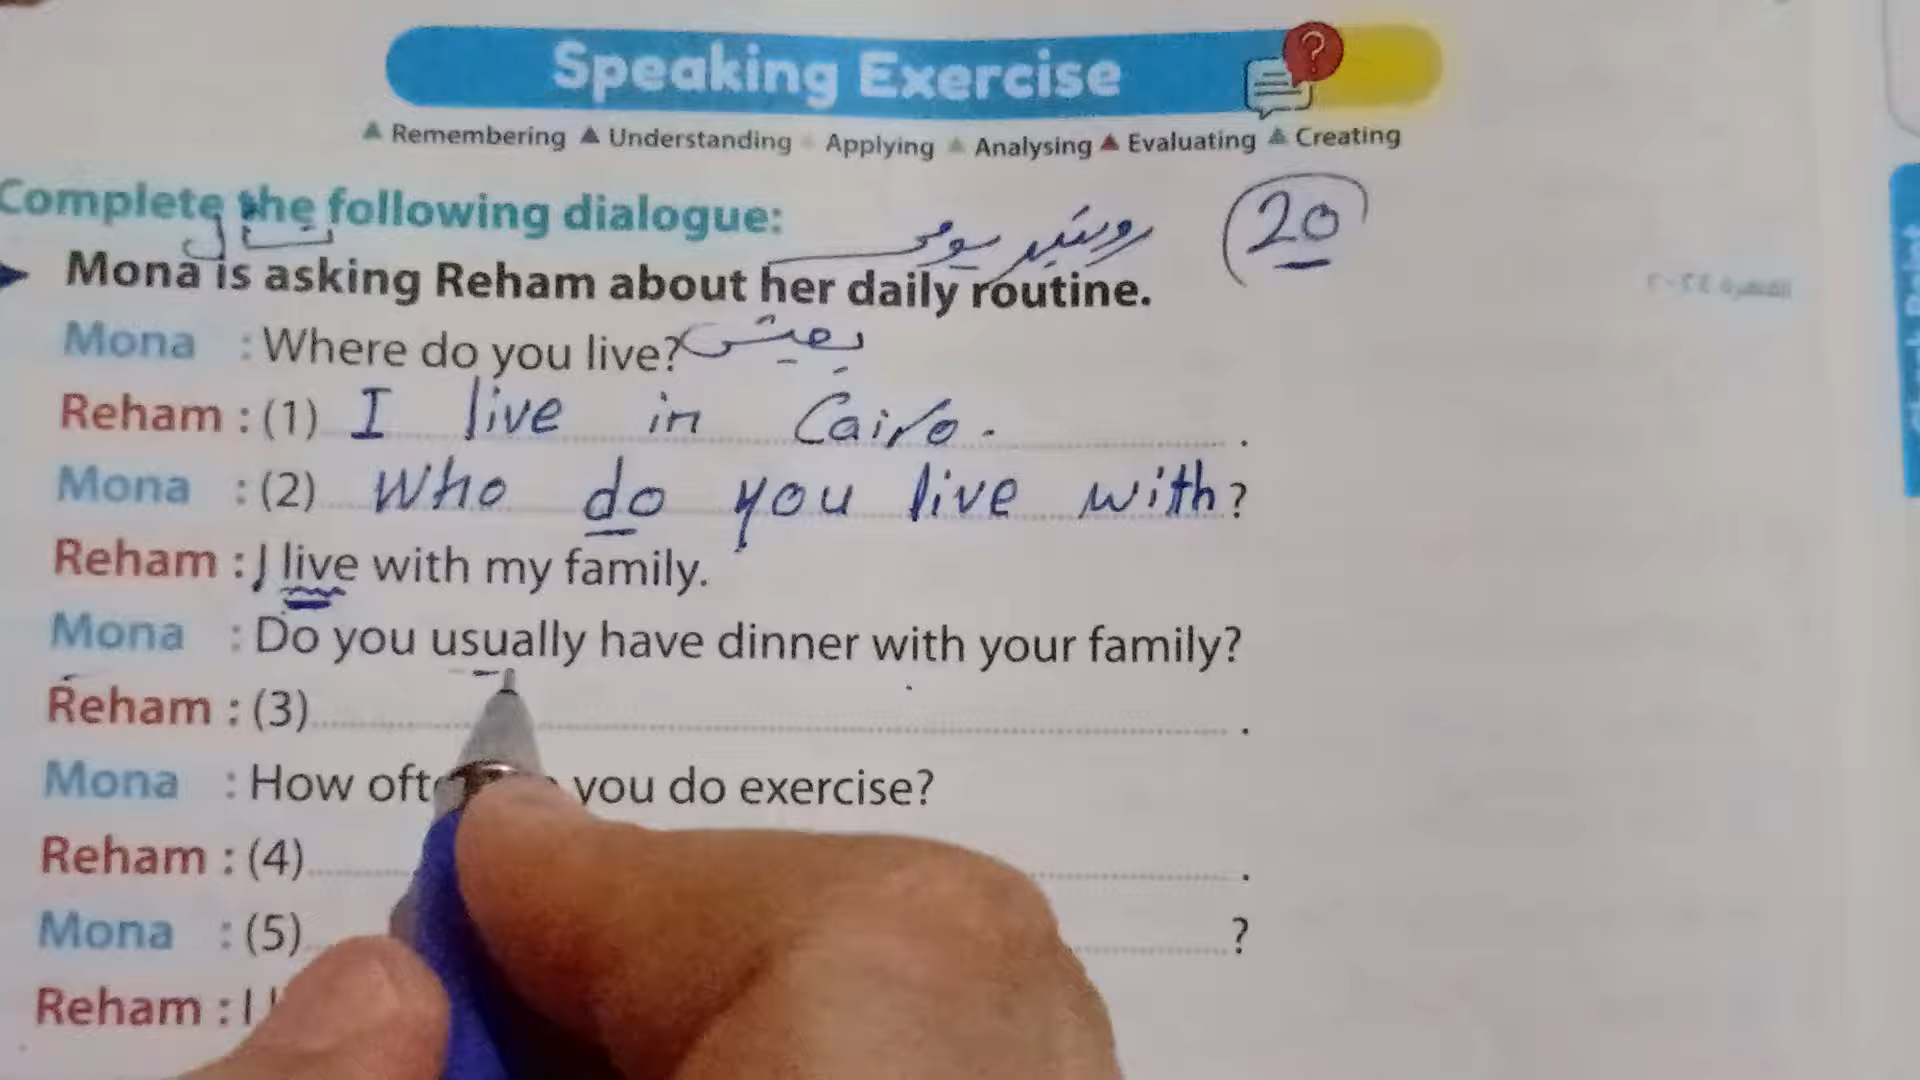 Speaking Exercise
Remembering Understanding Applying Analysing Evaluating Creating
Complete the following dialogue:
روتين يومى
20
Mona is asking Reham about her daily routine.
Mona : Where do you live? يعيش
Reham : (1) I live in Cairo.
Mona : (2) Who do you live with?
Reham : I live with my family.
Mona : Do you usually have dinner with your family?
Reham : (3) .
Mona : How you do exercise?
Reham : (4) .
Mona : (5) ?
Reham : I